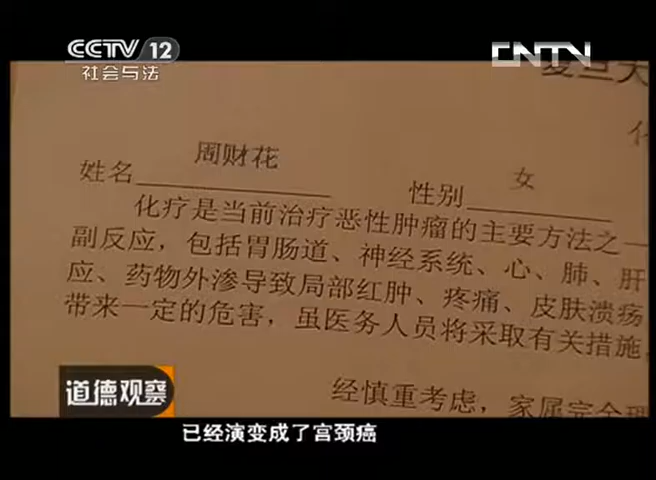 CCTV 12
社会与法
CNTV
复旦大
化
周财花
女
姓名
性别
化疗是当前治疗恶性肿瘤的主要方法之一
副反应，包括胃肠道、神经系统、心、肺、肝
应、药物外渗导致局部红肿、疼痛、皮肤溃疡
带来一定的危害，虽医务人员将采取有关措施，
经慎重考虑，家属完全理
道德观察
已经演变成了宫颈癌